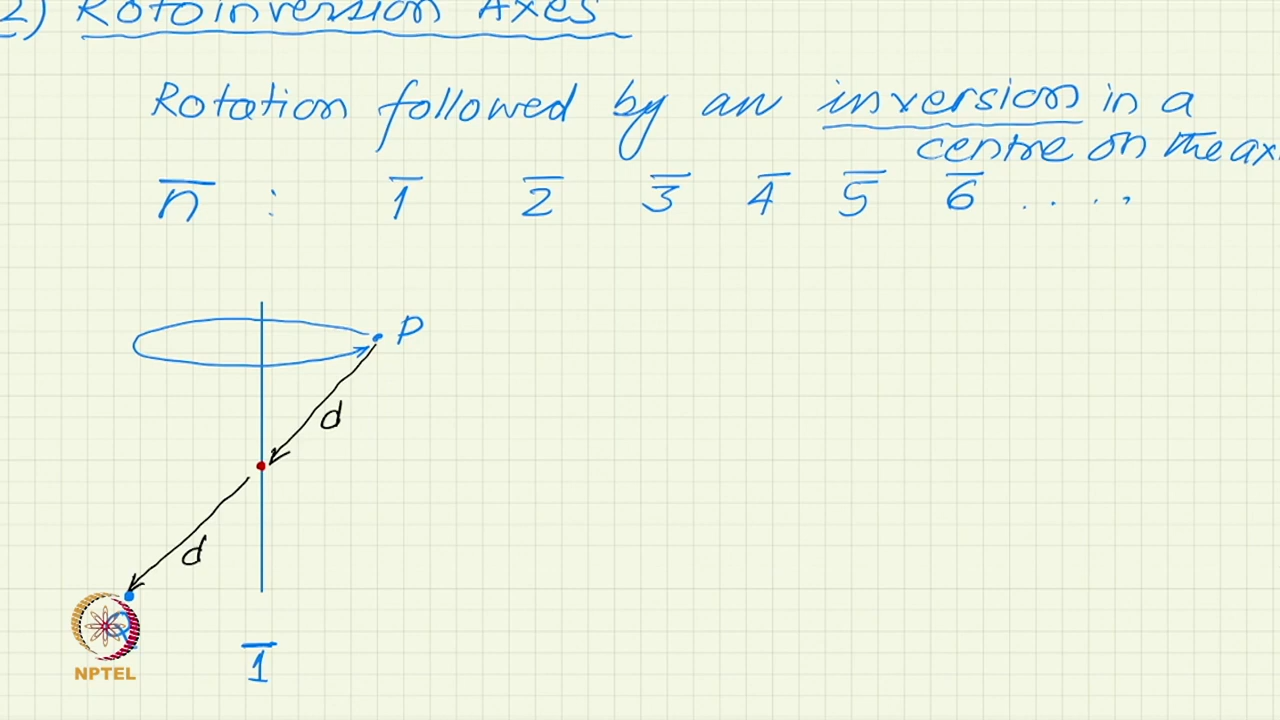 2) Rotoinversion Axes
Rotation followed by an inversion in a
centre on the ax
n̅ : 1̅ 2̅ 3̅ 4̅ 5̅ 6̅ ....,
P
d
d
Q
NPTEL
1̅